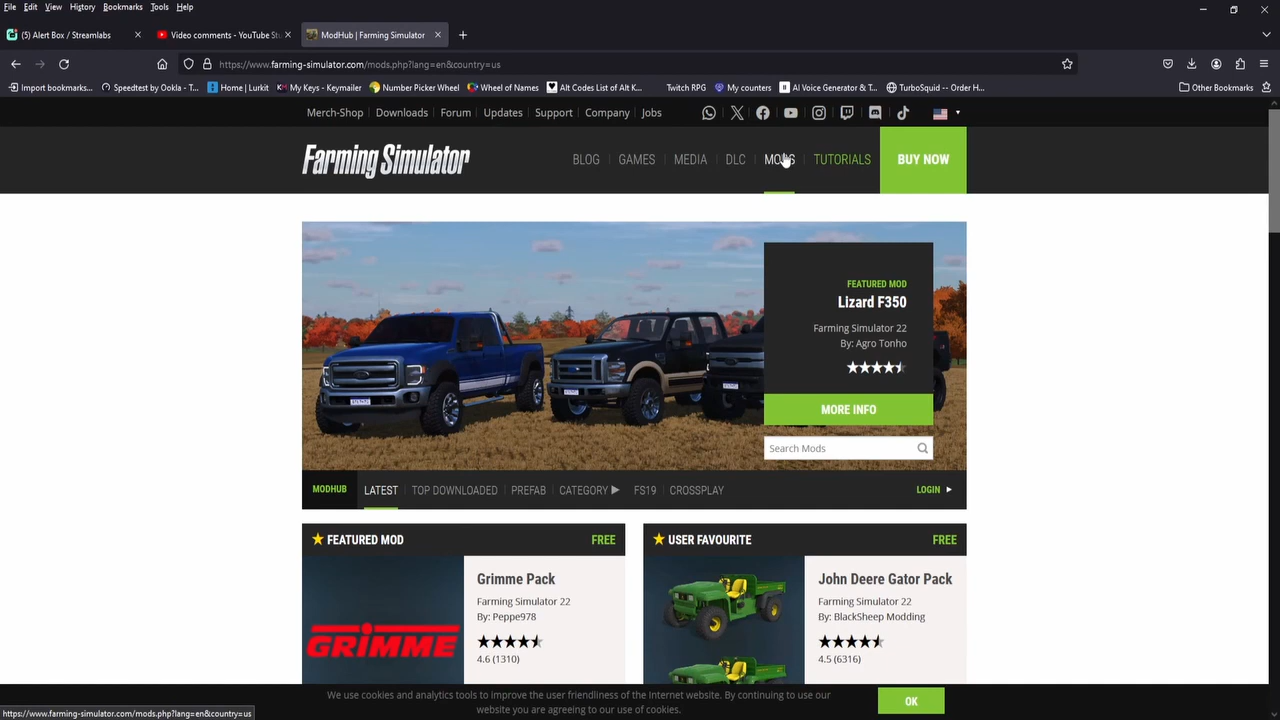 File Edit View History Bookmarks Tools Help
(5) Alert Box / Streamlabs
Video comments - YouTube Stu
ModHub | Farming Simulator
https://www.farming-simulator.com/mods.php?lang=en&country=us
Import bookmarks...
Speedtest by Ookla - T...
Home | Lurkit
My Keys - Keymailer
Number Picker Wheel
Wheel of Names
Alt Codes List of Alt K...
Twitch RPG
My counters
AI Voice Generator & T...
TurboSquid -- Order H...
Other Bookmarks
Merch-Shop Downloads Forum Updates Support Company Jobs
Farming Simulator
BLOG GAMES MEDIA DLC MODS TUTORIALS BUY NOW
FEATURED MOD
Lizard F350
Farming Simulator 22
By: Agro Tonho
MORE INFO
Search Mods
MODHUB LATEST TOP DOWNLOADED PREFAB CATEGORY FS19 CROSSPLAY LOGIN
FEATURED MOD FREE
Grimme Pack
Farming Simulator 22
By: Peppe978
4.6 (1310)
GRIMME
USER FAVOURITE FREE
John Deere Gator Pack
Farming Simulator 22
By: BlackSheep Modding
4.5 (6316)
We use cookies and analytics tools to improve the user friendliness of the Internet website. By continuing to use our
website you are agreeing to our use of cookies.
OK
https://www.farming-simulator.com/mods.php?lang=en&country=us